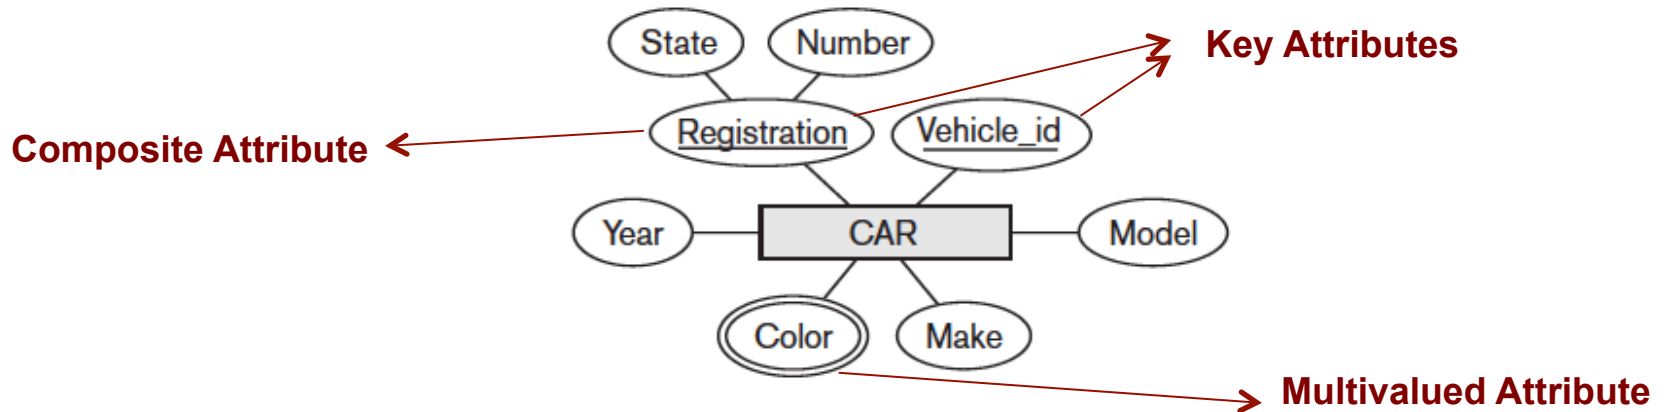 State
Number
Key Attributes
Registration
Vehicle_id
Composite Attribute
Year
CAR
Model
Color
Make
Multivalued Attribute